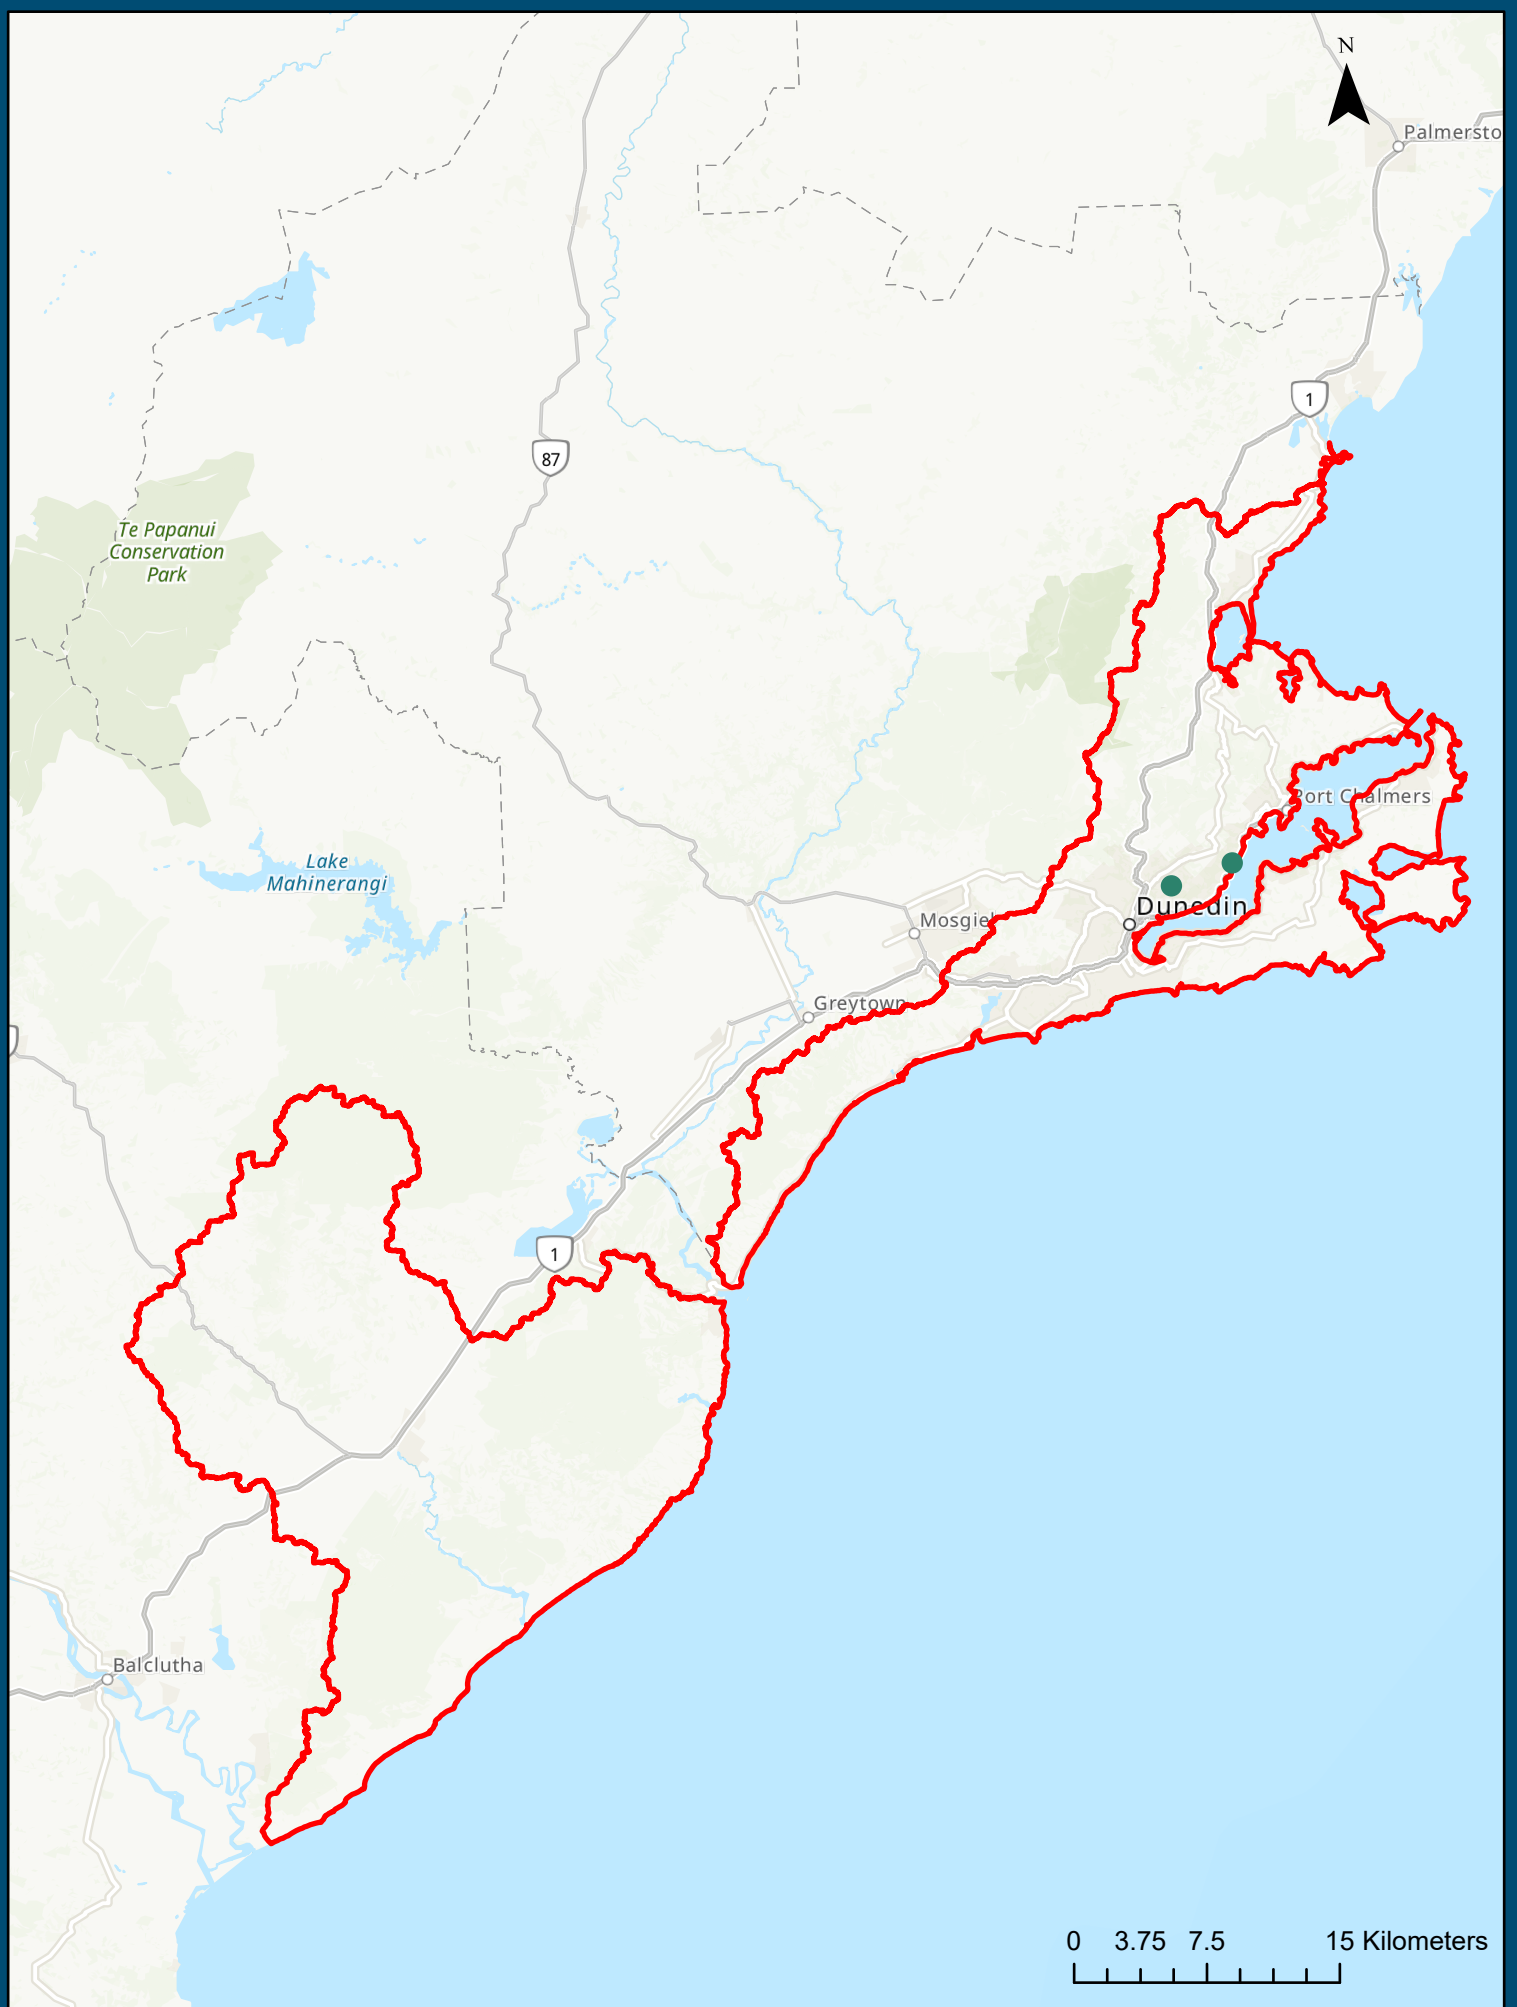 N
Palmersto
1
87
Te Papanui
Conservation
Park
Port Chalmers
Lake
Mahinerangi
Dunedin
Mosgiel
Greytown
1
Balclutha
0 3.75 7.5 15 Kilometers